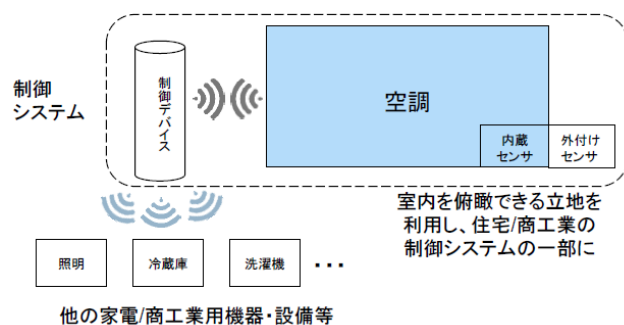 制御
システム
制御デバイス
空調
内蔵
センサ
外付け
センサ
室内を俯瞰できる立地を
利用し、住宅/商工業の
制御システムの一部に
照明
冷蔵庫
洗濯機
・・・
他の家電/商工業用機器・設備等